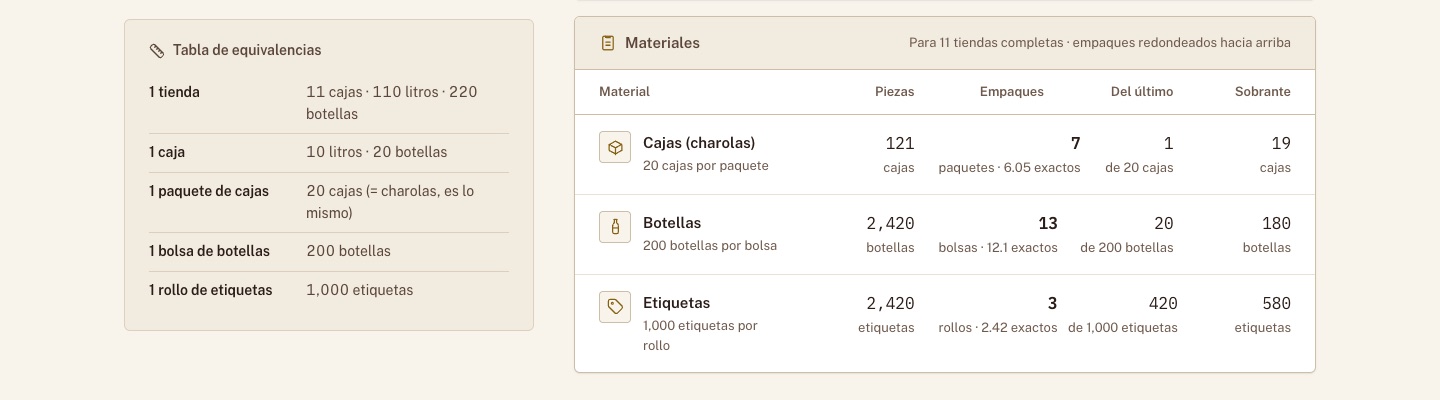 Tabla de equivalencias
1 tienda 11 cajas · 110 litros · 220
botellas
1 caja 10 litros · 20 botellas
1 paquete de cajas 20 cajas (= charolas, es lo
mismo)
1 bolsa de botellas 200 botellas
1 rollo de etiquetas 1,000 etiquetas
Materiales Para 11 tiendas completas · empaques redondeados hacia arriba
Material Piezas Empaques Del último Sobrante
Cajas (charolas) 121 7 1 19
20 cajas por paquete cajas paquetes · 6.05 exactos de 20 cajas cajas
Botellas 2,420 13 20 180
200 botellas por bolsa botellas bolsas · 12.1 exactos de 200 botellas botellas
Etiquetas 2,420 3 420 580
1,000 etiquetas por etiquetas rollos · 2.42 exactos de 1,000 etiquetas etiquetas
rollo